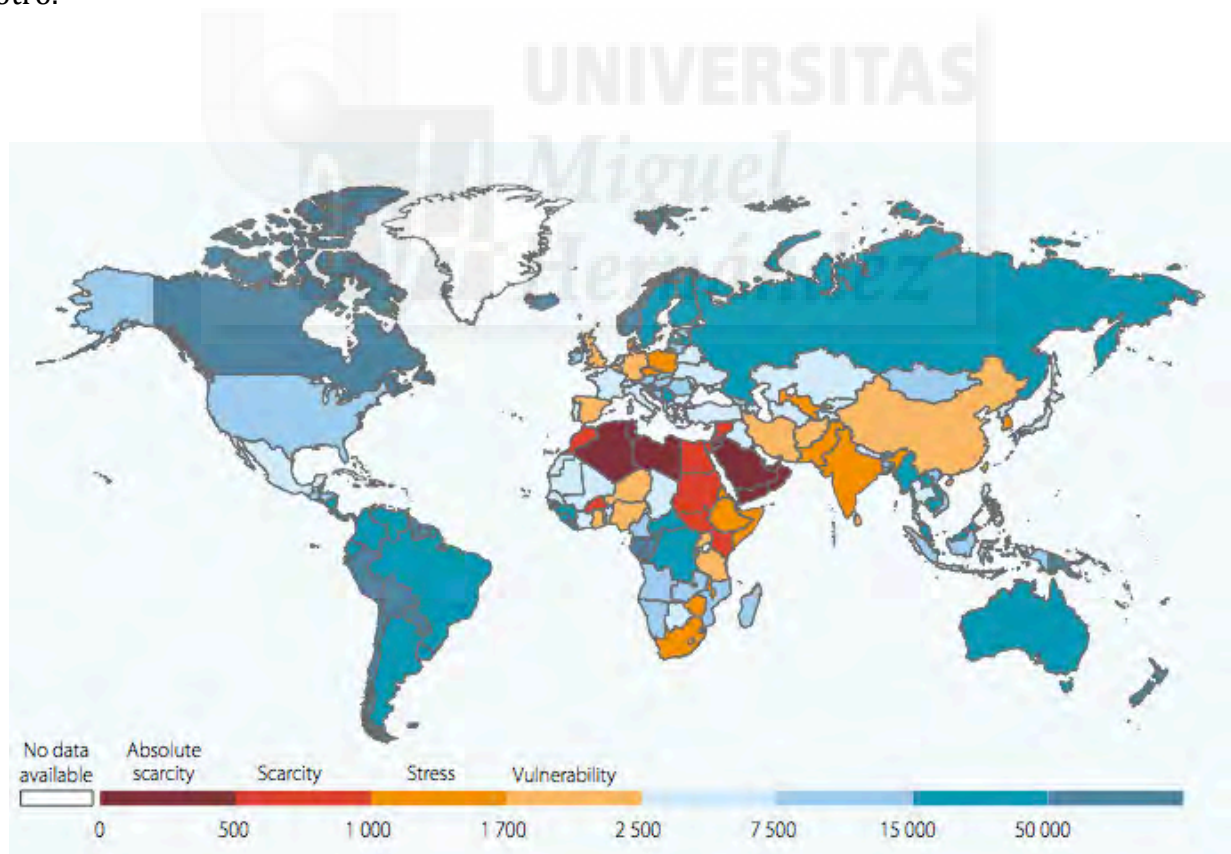 otro.
UNIVERSITAS
Miguel
Hernández
No data
available
Absolute
scarcity
Scarcity
Stress
Vulnerability
0
500
1 000
1 700
2 500
7 500
15 000
50 000